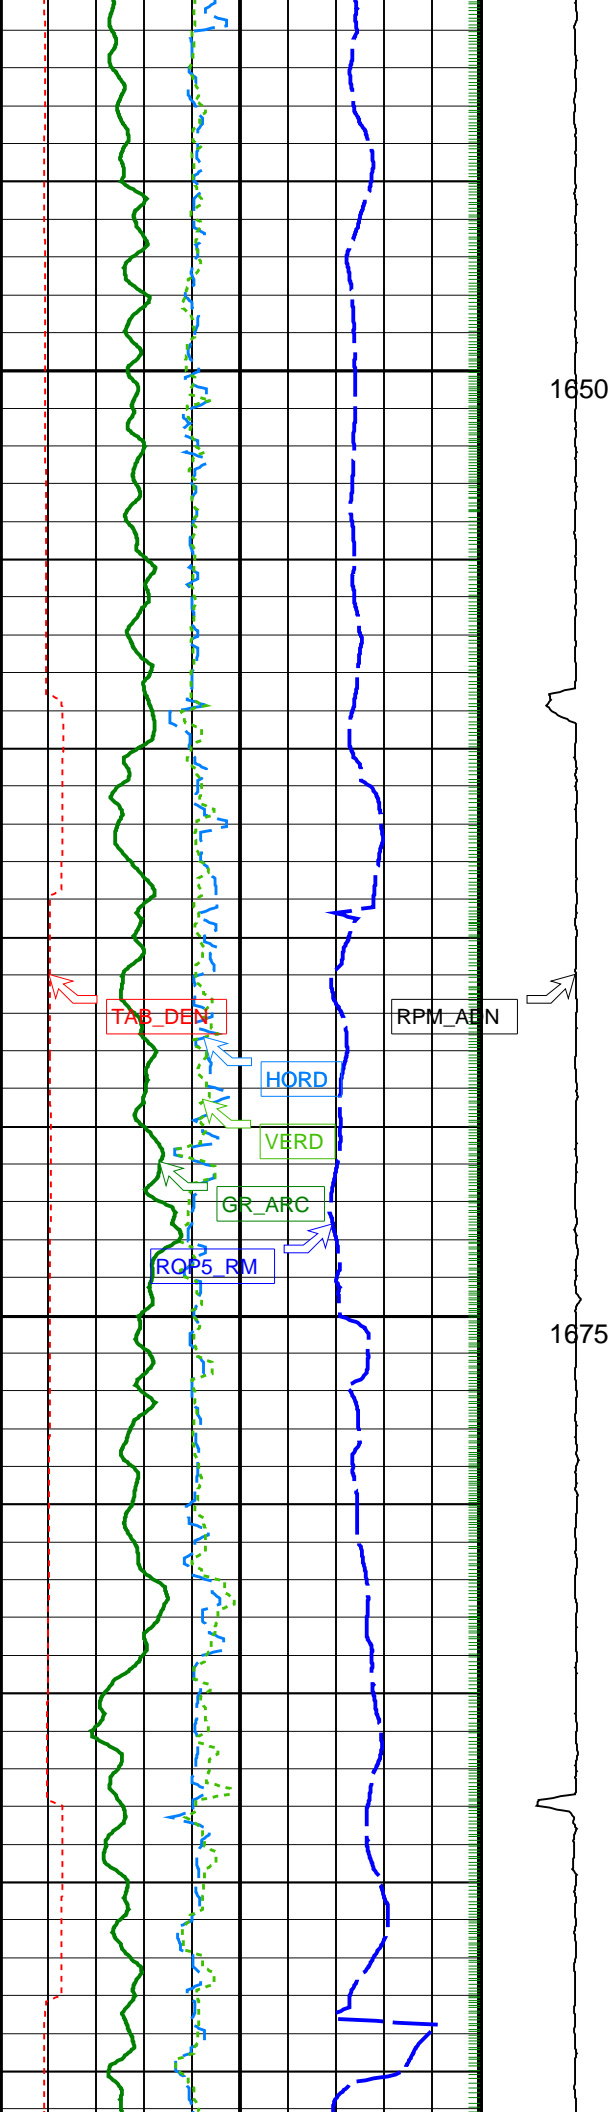 1650
TAB_DEN
RPM_ADN
HORD
VERD
GR_ARC
ROP5_RM
1675